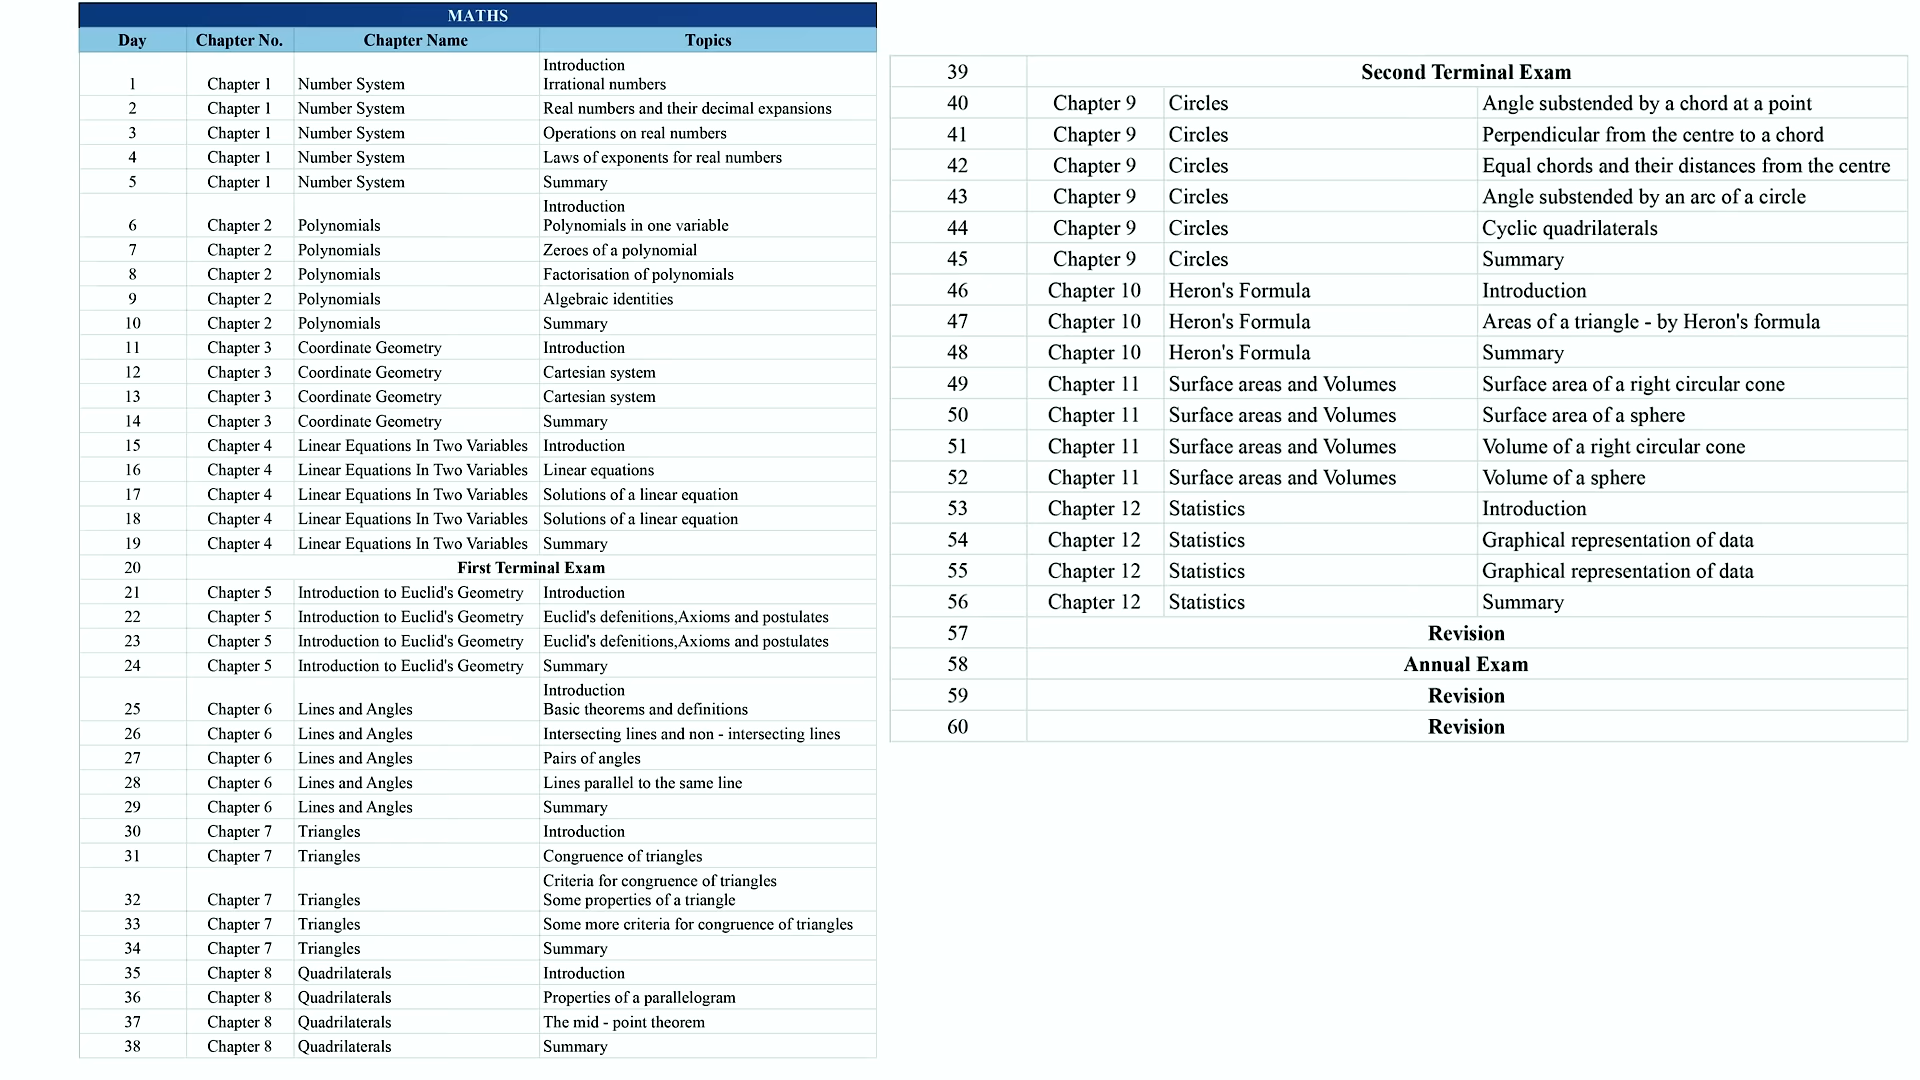 MATHS
Day Chapter No. Chapter Name Topics
Introduction
1 Chapter 1 Number System Irrational numbers
2 Chapter 1 Number System Real numbers and their decimal expansions
3 Chapter 1 Number System Operations on real numbers
4 Chapter 1 Number System Laws of exponents for real numbers
5 Chapter 1 Number System Summary
Introduction
6 Chapter 2 Polynomials Polynomials in one variable
7 Chapter 2 Polynomials Zeroes of a polynomial
8 Chapter 2 Polynomials Factorisation of polynomials
9 Chapter 2 Polynomials Algebraic identities
10 Chapter 2 Polynomials Summary
11 Chapter 3 Coordinate Geometry Introduction
12 Chapter 3 Coordinate Geometry Cartesian system
13 Chapter 3 Coordinate Geometry Cartesian system
14 Chapter 3 Coordinate Geometry Summary
15 Chapter 4 Linear Equations In Two Variables Introduction
16 Chapter 4 Linear Equations In Two Variables Linear equations
17 Chapter 4 Linear Equations In Two Variables Solutions of a linear equation
18 Chapter 4 Linear Equations In Two Variables Solutions of a linear equation
19 Chapter 4 Linear Equations In Two Variables Summary
20 First Terminal Exam
21 Chapter 5 Introduction to Euclid's Geometry Introduction
22 Chapter 5 Introduction to Euclid's Geometry Euclid's defenitions,Axioms and postulates
23 Chapter 5 Introduction to Euclid's Geometry Euclid's defenitions,Axioms and postulates
24 Chapter 5 Introduction to Euclid's Geometry Summary
Introduction
25 Chapter 6 Lines and Angles Basic theorems and definitions
26 Chapter 6 Lines and Angles Intersecting lines and non - intersecting lines
27 Chapter 6 Lines and Angles Pairs of angles
28 Chapter 6 Lines and Angles Lines parallel to the same line
29 Chapter 6 Lines and Angles Summary
30 Chapter 7 Triangles Introduction
31 Chapter 7 Triangles Congruence of triangles
Criteria for congruence of triangles
32 Chapter 7 Triangles Some properties of a triangle
33 Chapter 7 Triangles Some more criteria for congruence of triangles
34 Chapter 7 Triangles Summary
35 Chapter 8 Quadrilaterals Introduction
36 Chapter 8 Quadrilaterals Properties of a parallelogram
37 Chapter 8 Quadrilaterals The mid - point theorem
38 Chapter 8 Quadrilaterals Summary
39 Second Terminal Exam
40 Chapter 9 Circles Angle substended by a chord at a point
41 Chapter 9 Circles Perpendicular from the centre to a chord
42 Chapter 9 Circles Equal chords and their distances from the centre
43 Chapter 9 Circles Angle substended by an arc of a circle
44 Chapter 9 Circles Cyclic quadrilaterals
45 Chapter 9 Circles Summary
46 Chapter 10 Heron's Formula Introduction
47 Chapter 10 Heron's Formula Areas of a triangle - by Heron's formula
48 Chapter 10 Heron's Formula Summary
49 Chapter 11 Surface areas and Volumes Surface area of a right circular cone
50 Chapter 11 Surface areas and Volumes Surface area of a sphere
51 Chapter 11 Surface areas and Volumes Volume of a right circular cone
52 Chapter 11 Surface areas and Volumes Volume of a sphere
53 Chapter 12 Statistics Introduction
54 Chapter 12 Statistics Graphical representation of data
55 Chapter 12 Statistics Graphical representation of data
56 Chapter 12 Statistics Summary
57 Revision
58 Annual Exam
59 Revision
60 Revision